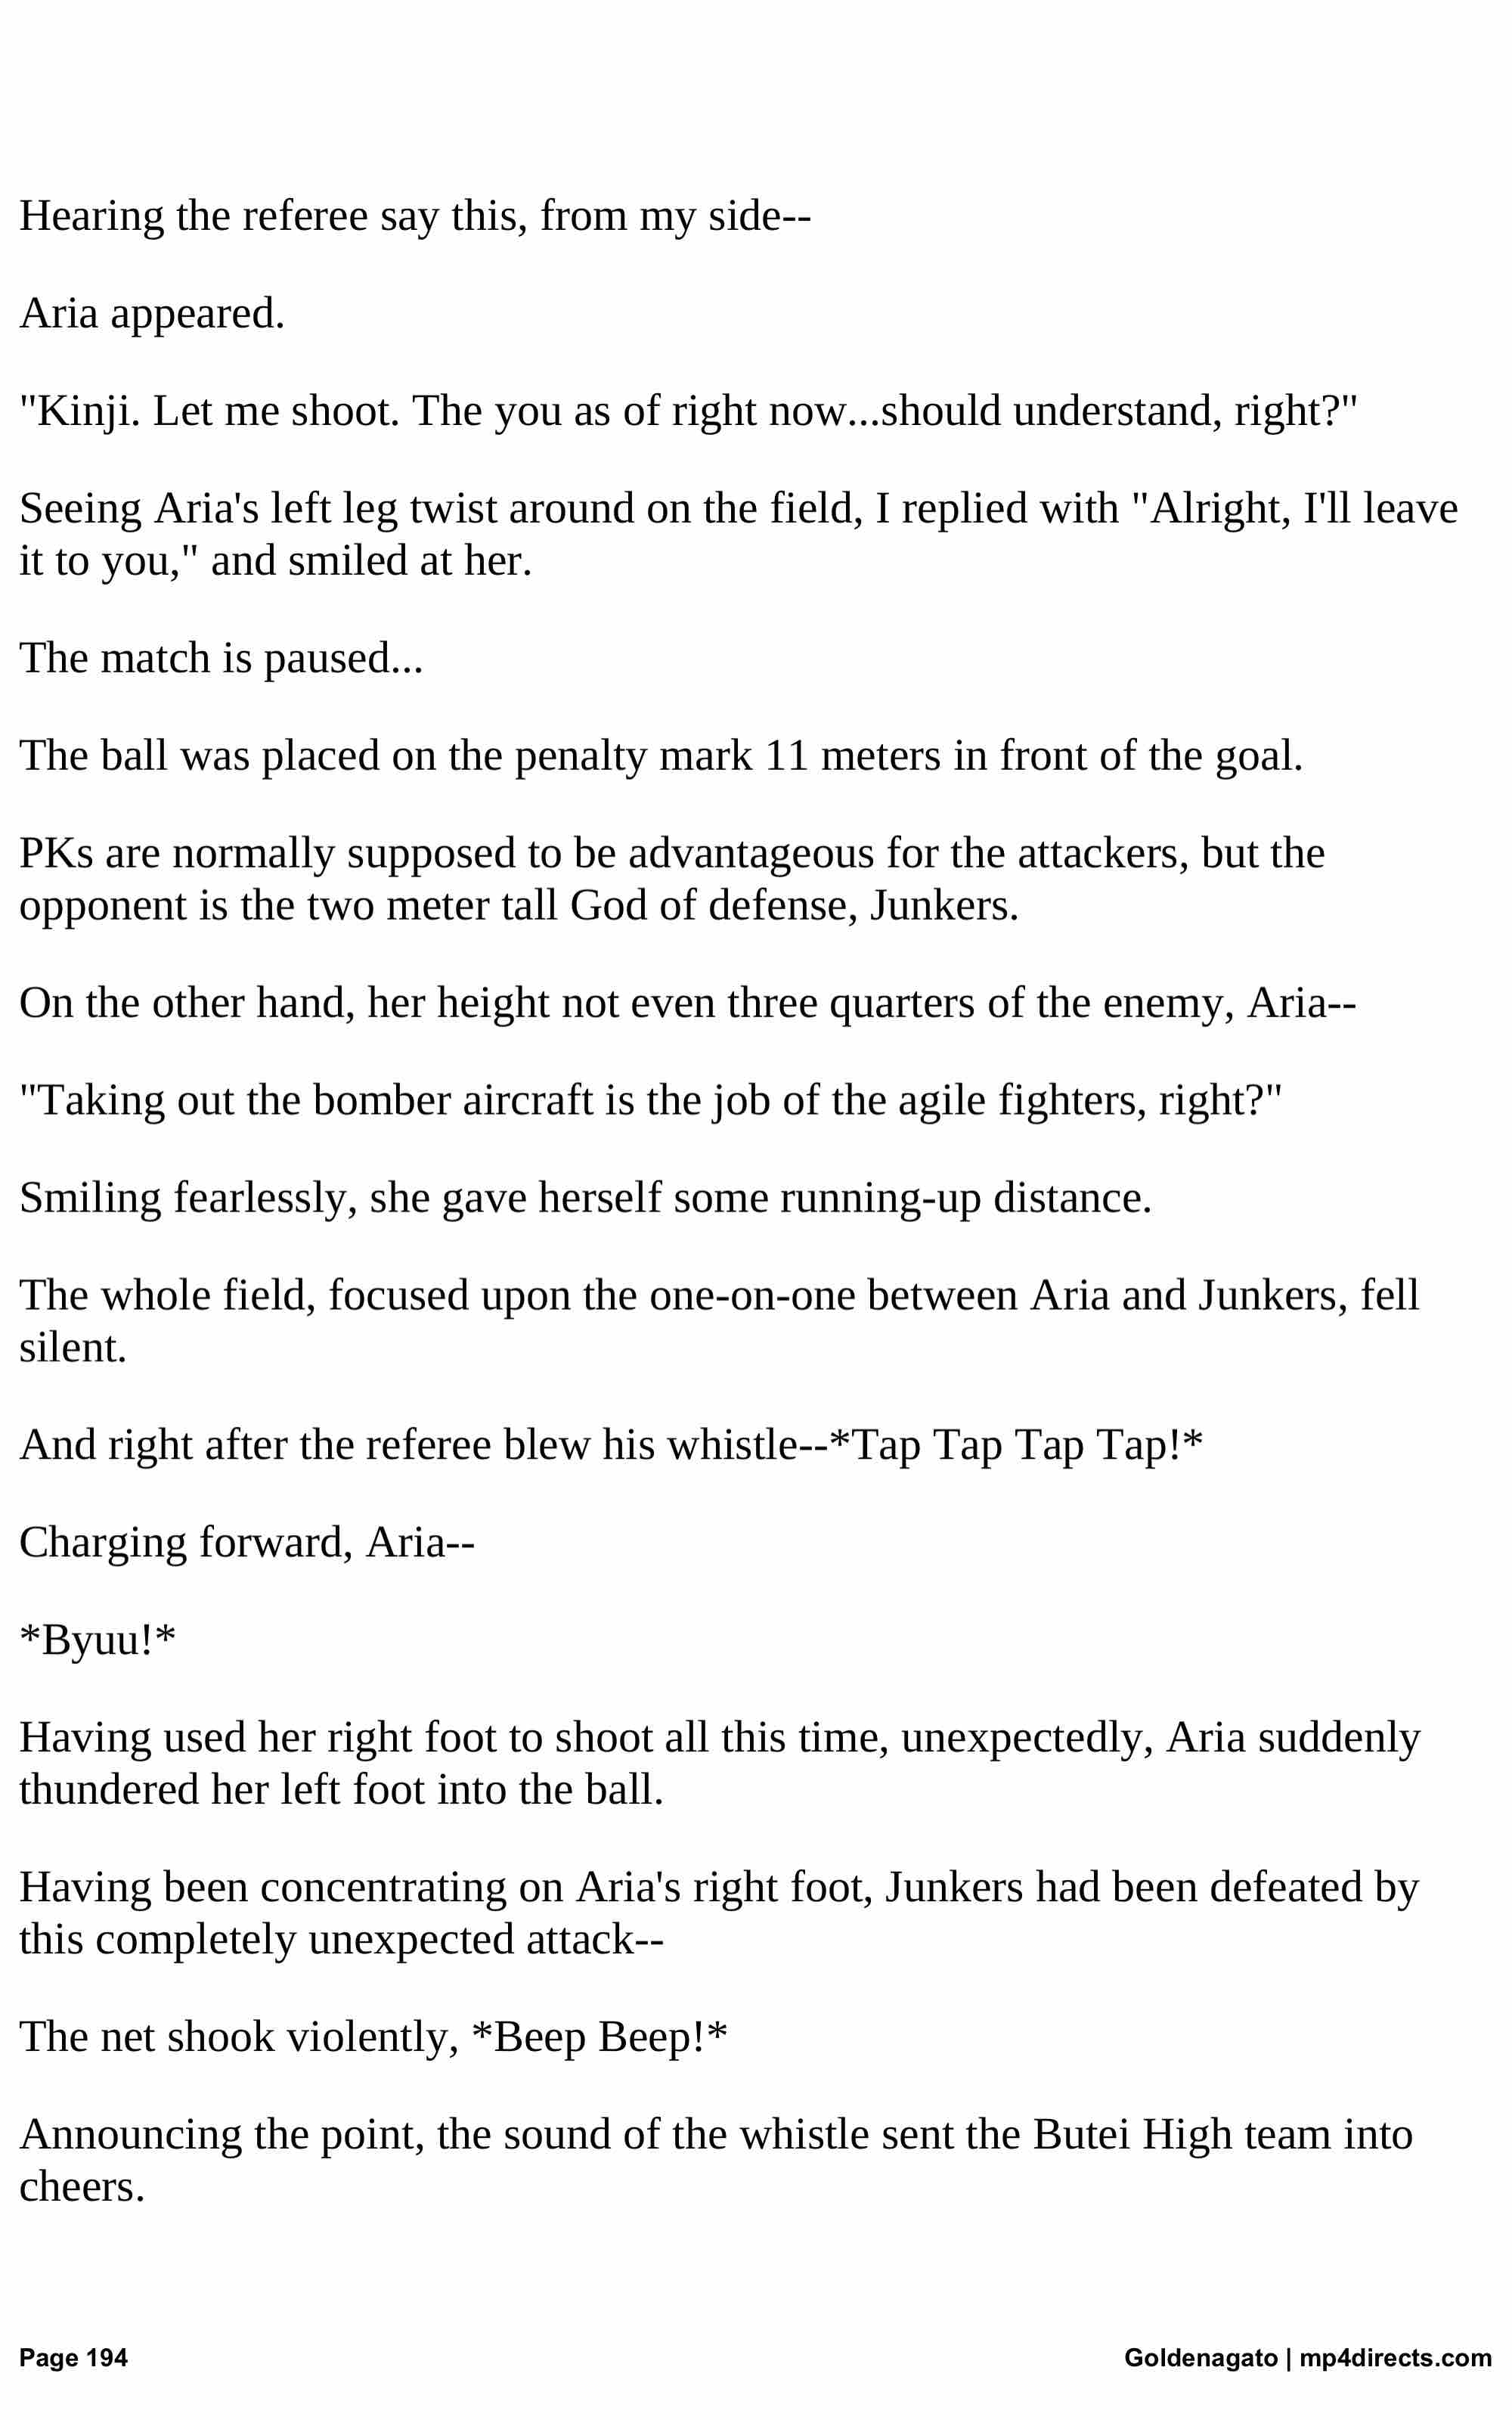 Hearing the referee say this, from my side--
Aria appeared.
"Kinji. Let me shoot. The you as of right now...should understand, right?"
Seeing Aria's left leg twist around on the field, I replied with "Alright, I'll leave
it to you," and smiled at her.
The match is paused...
The ball was placed on the penalty mark 11 meters in front of the goal.
PKs are normally supposed to be advantageous for the attackers, but the
opponent is the two meter tall God of defense, Junkers.
On the other hand, her height not even three quarters of the enemy, Aria--
"Taking out the bomber aircraft is the job of the agile fighters, right?"
Smiling fearlessly, she gave herself some running-up distance.
The whole field, focused upon the one-on-one between Aria and Junkers, fell
silent.
And right after the referee blew his whistle--*Tap Tap Tap Tap!*
Charging forward, Aria--
*Byuu!*
Having used her right foot to shoot all this time, unexpectedly, Aria suddenly
thundered her left foot into the ball.
Having been concentrating on Aria's right foot, Junkers had been defeated by
this completely unexpected attack--
The net shook violently, *Beep Beep!*
Announcing the point, the sound of the whistle sent the Butei High team into
cheers.
Page 194
Goldenagato | mp4directs.com